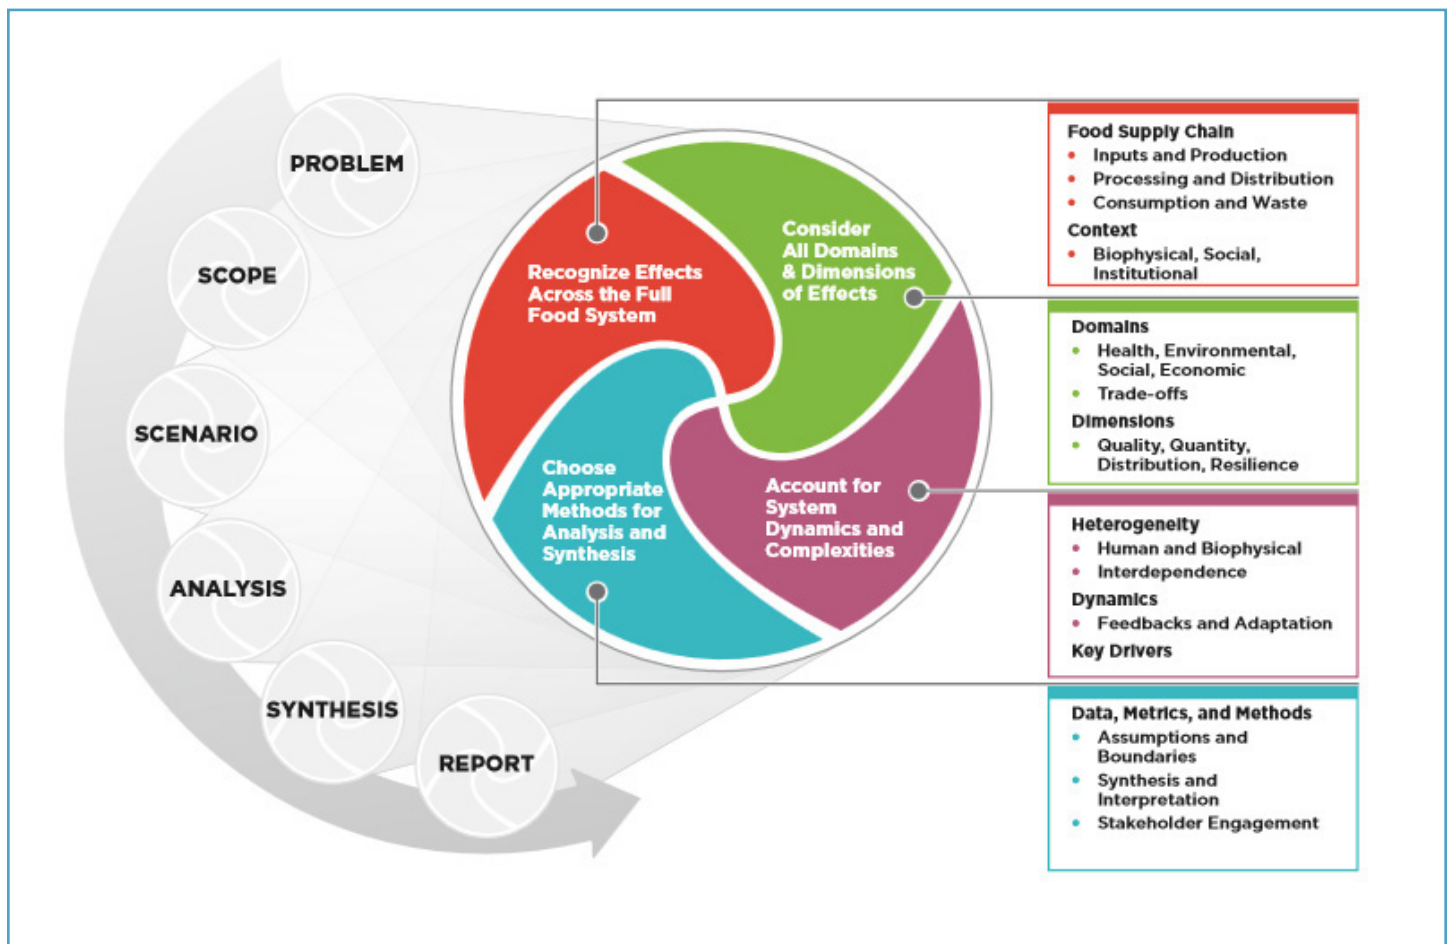 PROBLEM
SCOPE
SCENARIO
ANALYSIS
SYNTHESIS
REPORT
Recognize Effects
Across the Full
Food System
Consider
All Domains
& Dimensions
of Effects
Choose
Appropriate
Methods for
Analysis and
Synthesis
Account for
System
Dynamics and
Complexities
Food Supply Chain
• Inputs and Production
• Processing and Distribution
• Consumption and Waste
Context
• Biophysical, Social,
Institutional
Domains
• Health, Environmental,
Social, Economic
• Trade-offs
Dimensions
• Quality, Quantity,
Distribution, Resilience
Heterogeneity
• Human and Biophysical
• Interdependence
Dynamics
• Feedbacks and Adaptation
Key Drivers
Data, Metrics, and Methods
• Assumptions and
Boundaries
• Synthesis and
Interpretation
• Stakeholder Engagement